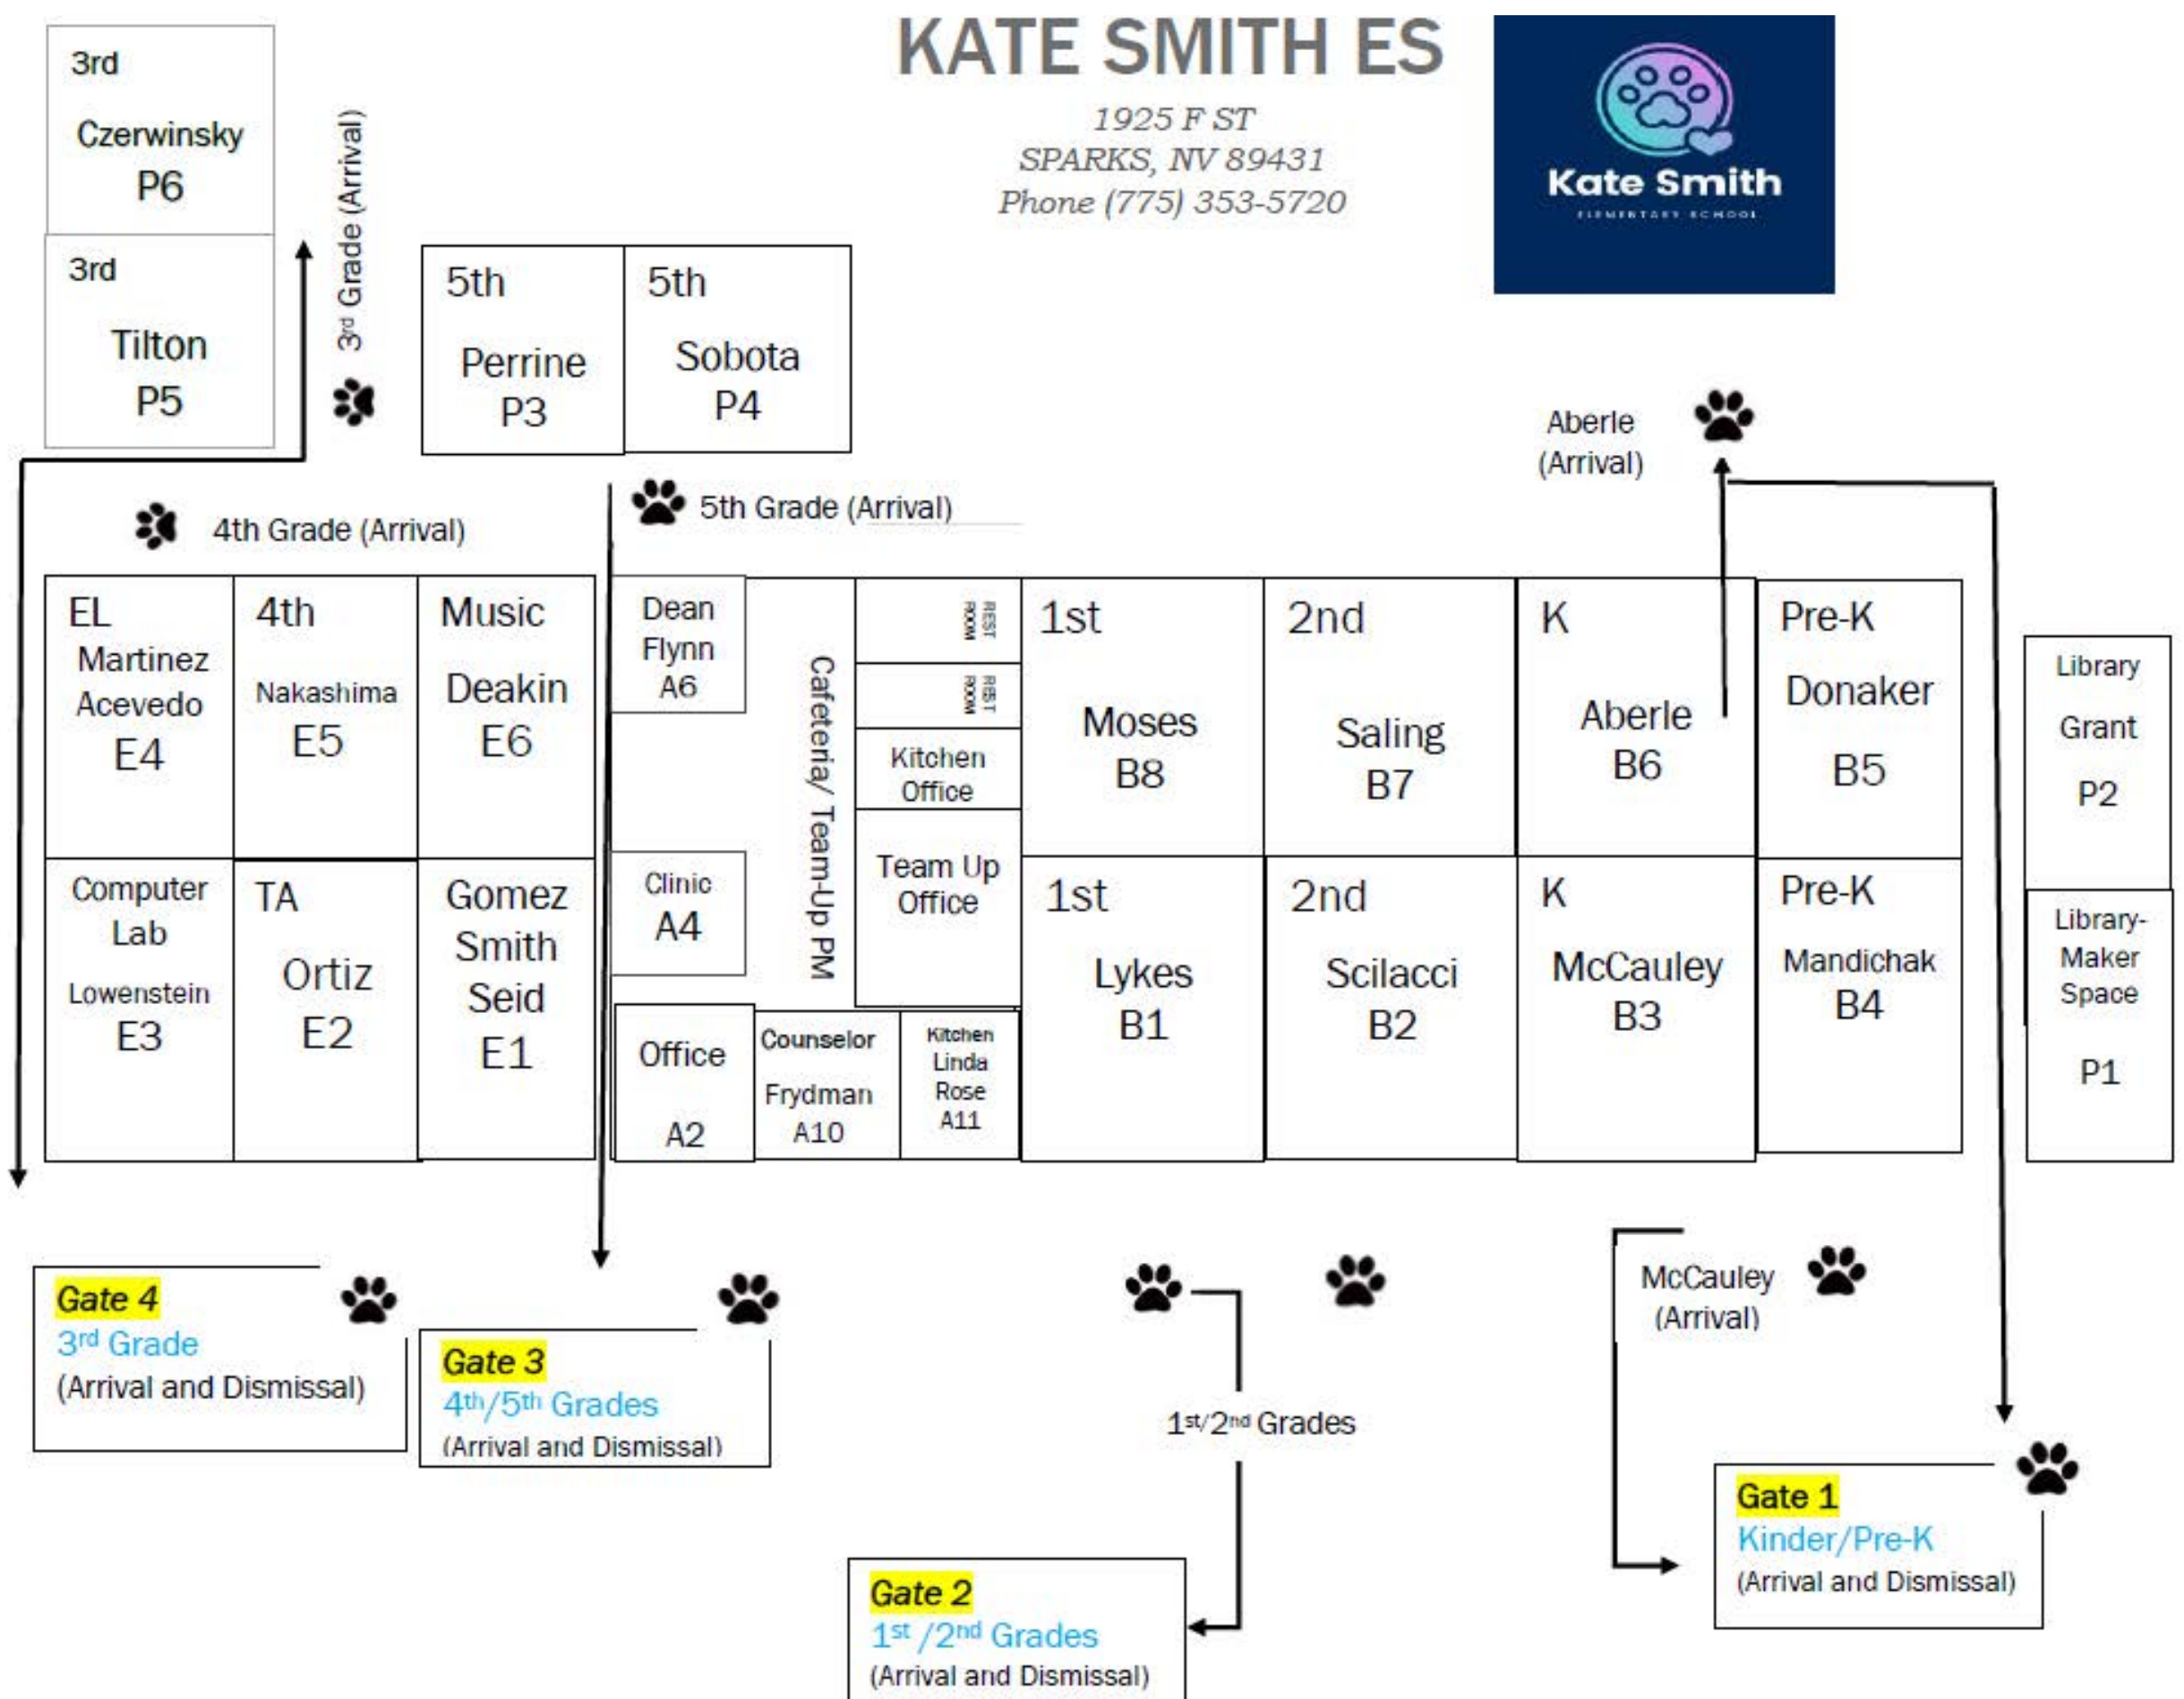 KATE SMITH ES
1925 F ST
SPARKS, NV 89431
Phone (775) 353-5720
Kate Smith
ELEMENTARY SCHOOL
3rd
Czerwinsky
P6
3rd
Tilton
P5
3rd Grade (Arrival)
5th
Perrine
P3
5th
Sobota
P4
Aberle
(Arrival)
4th Grade (Arrival)
5th Grade (Arrival)
EL
Martinez
Acevedo
E4
4th
Nakashima
E5
Music
Deakin
E6
Dean
Flynn
A6
Cafeteria/ Team-Up PM
REST
ROOM
REST
ROOM
Kitchen
Office
Team Up
Office
1st
Moses
B8
2nd
Saling
B7
K
Aberle
B6
Pre-K
Donaker
B5
Library
Grant
P2
Computer
Lab
Lowenstein
E3
TA
Ortiz
E2
Gomez
Smith
Seid
E1
Clinic
A4
Office
A2
Counselor
Frydman
A10
Kitchen
Linda
Rose
A11
1st
Lykes
B1
2nd
Scilacci
B2
K
McCauley
B3
Pre-K
Mandichak
B4
Library-
Maker
Space
P1
Gate 4
3rd Grade
(Arrival and Dismissal)
Gate 3
4th/5th Grades
(Arrival and Dismissal)
1st/2nd Grades
McCauley
(Arrival)
Gate 2
1st /2nd Grades
(Arrival and Dismissal)
Gate 1
Kinder/Pre-K
(Arrival and Dismissal)